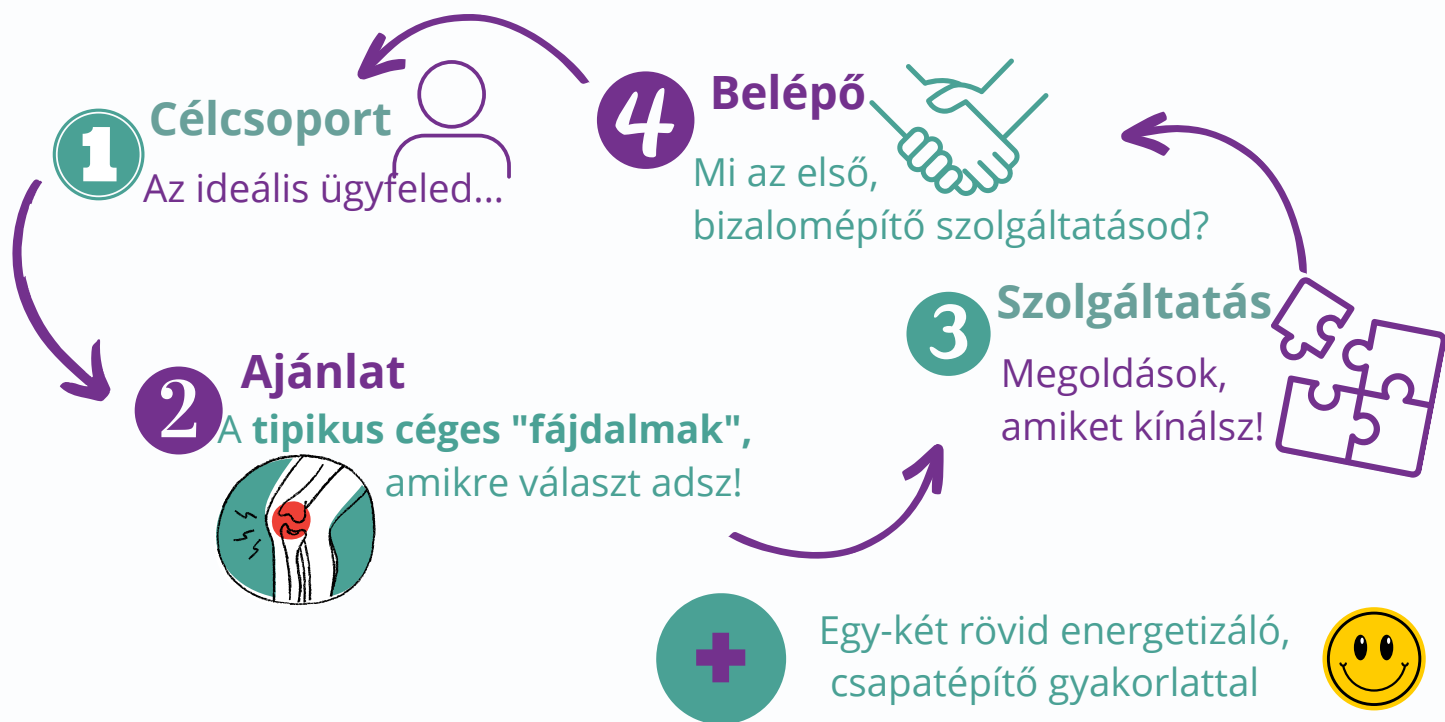 1
Célcsoport
Az ideális ügyfeled...
2
Ajánlat
A tipikus céges "fájdalmak",
amikre választ adsz!
3
Szolgáltatás
Megoldások,
amiket kínálsz!
4
Belépő
Mi az első,
bizalomépítő szolgáltatásod?
+
Egy-két rövid energetizáló,
csapatépítő gyakorlattal